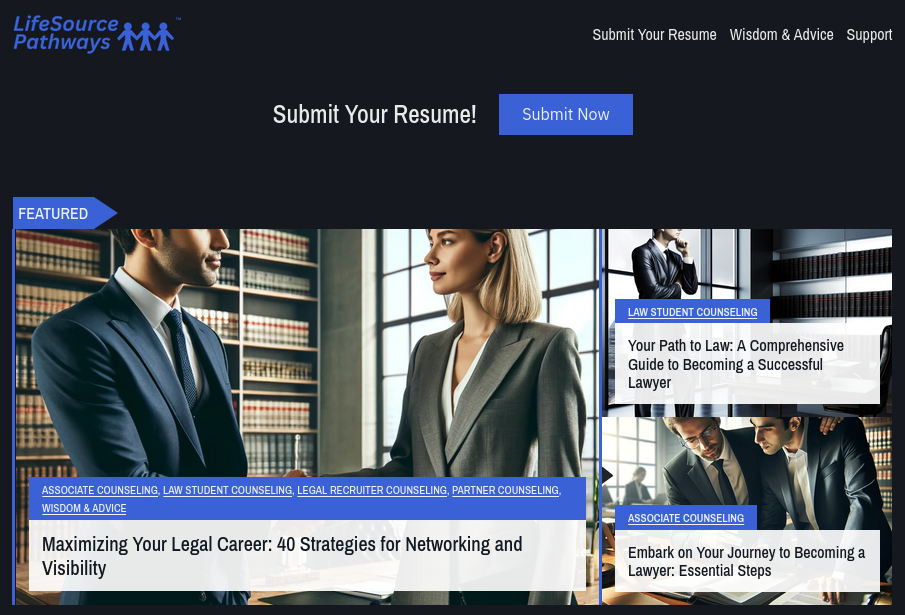 LifeSource™
Pathways
Submit Your Resume Wisdom & Advice Support
Submit Your Resume! Submit Now
FEATURED
ASSOCIATE COUNSELING, LAW STUDENT COUNSELING, LEGAL RECRUITER COUNSELING, PARTNER COUNSELING,
WISDOM & ADVICE
Maximizing Your Legal Career: 40 Strategies for Networking and
Visibility
LAW STUDENT COUNSELING
Your Path to Law: A Comprehensive
Guide to Becoming a Successful
Lawyer
ASSOCIATE COUNSELING
Embark on Your Journey to Becoming a
Lawyer: Essential Steps